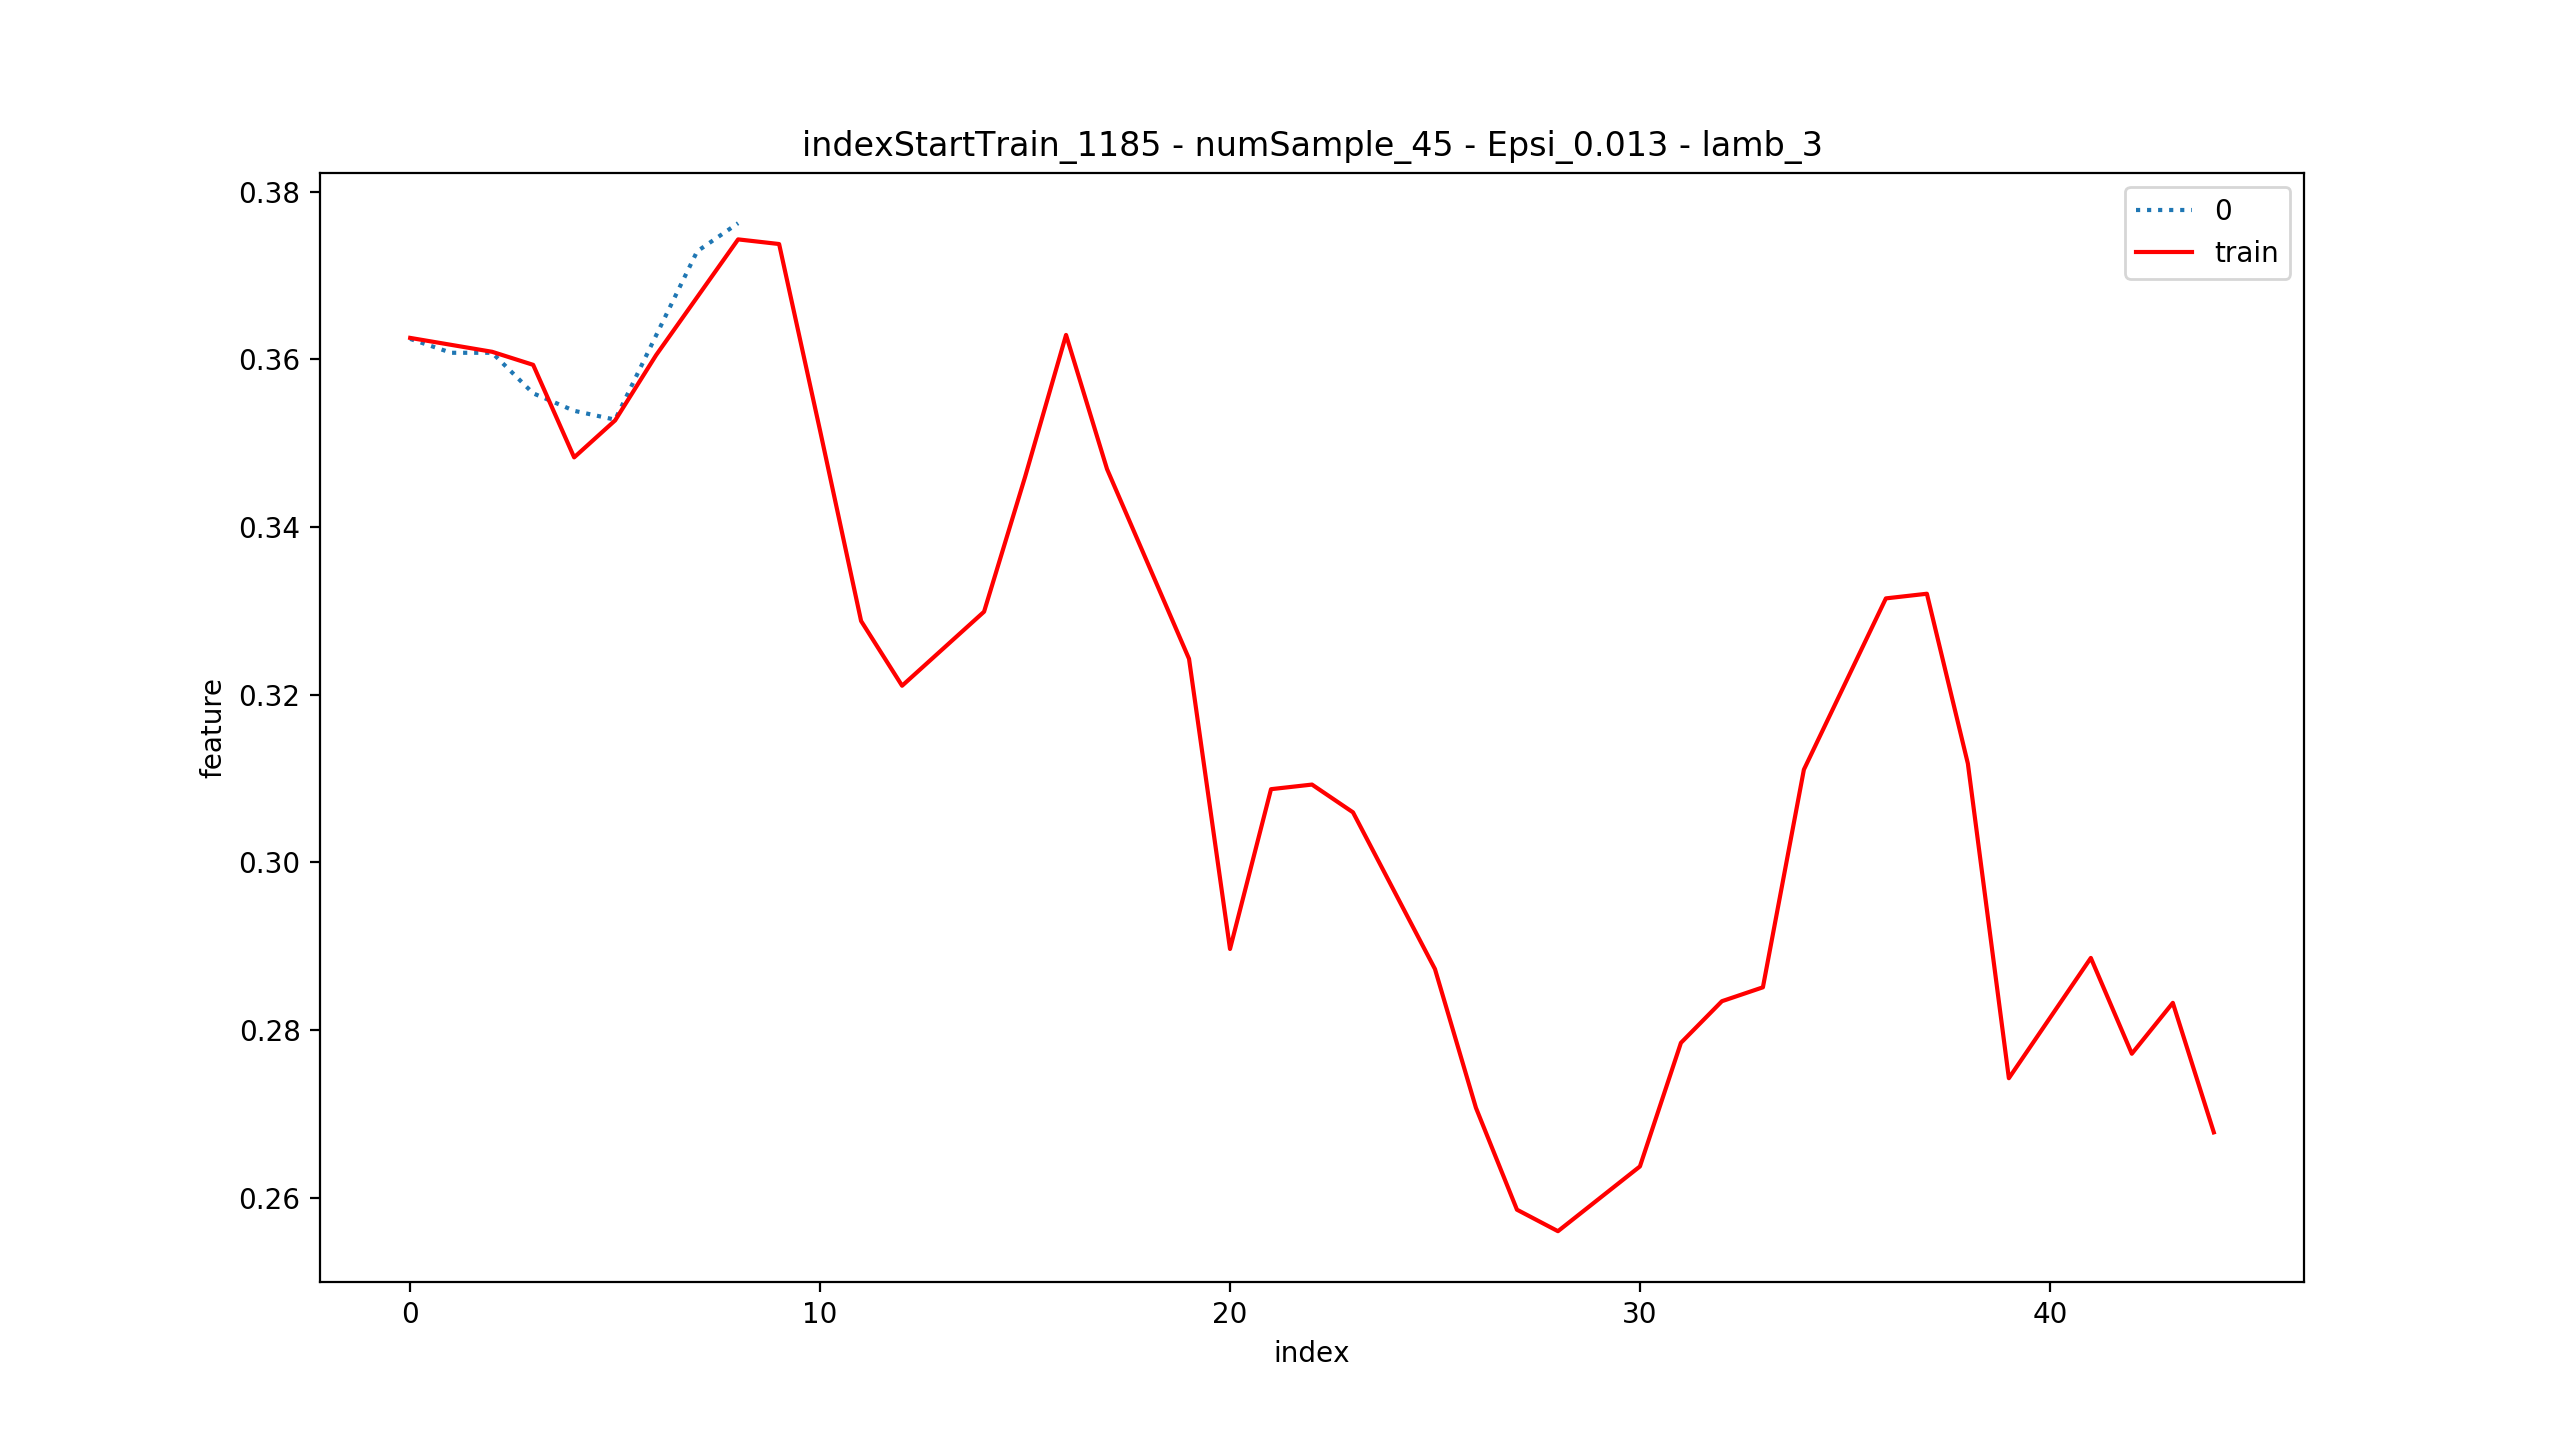 indexStartTrain_1185 - numSample_45 - Epsi_0.013 - lamb_3
0
train
0.38
0.36
0.34
0.32
0.30
0.28
0.26
feature
0 10 20 30 40
index